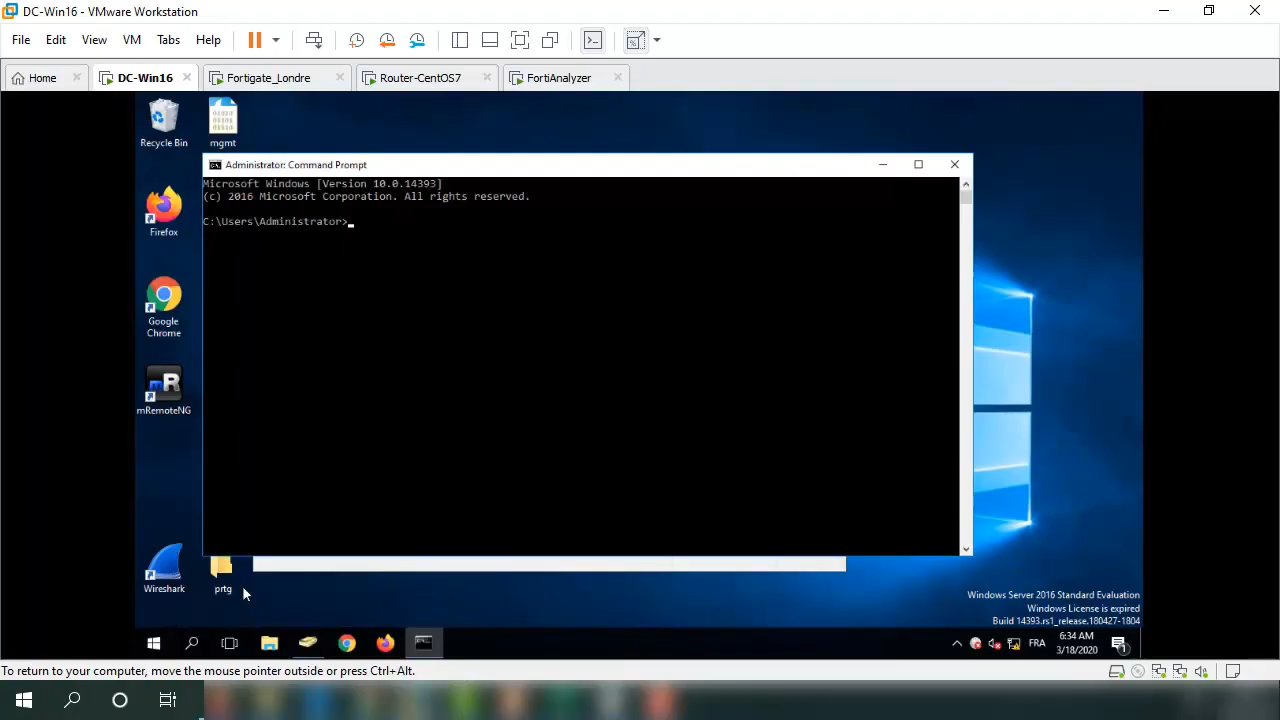 DC-Win16 - VMware Workstation
File Edit View VM Tabs Help
Home DC-Win16 Fortigate_Londre Router-CentOS7 FortiAnalyzer
Recycle Bin
mgmt
Administrator: Command Prompt
Microsoft Windows [Version 10.0.14393]
(c) 2016 Microsoft Corporation. All rights reserved.
C:\Users\Administrator>
Firefox
Google
Chrome
mRemoteNG
Wireshark
prtg
Windows Server 2016 Standard Evaluation
Windows License is expired
Build 14393.rs1_release.180427-1804
FRA
6:34 AM
3/18/2020
1
To return to your computer, move the mouse pointer outside or press Ctrl+Alt.